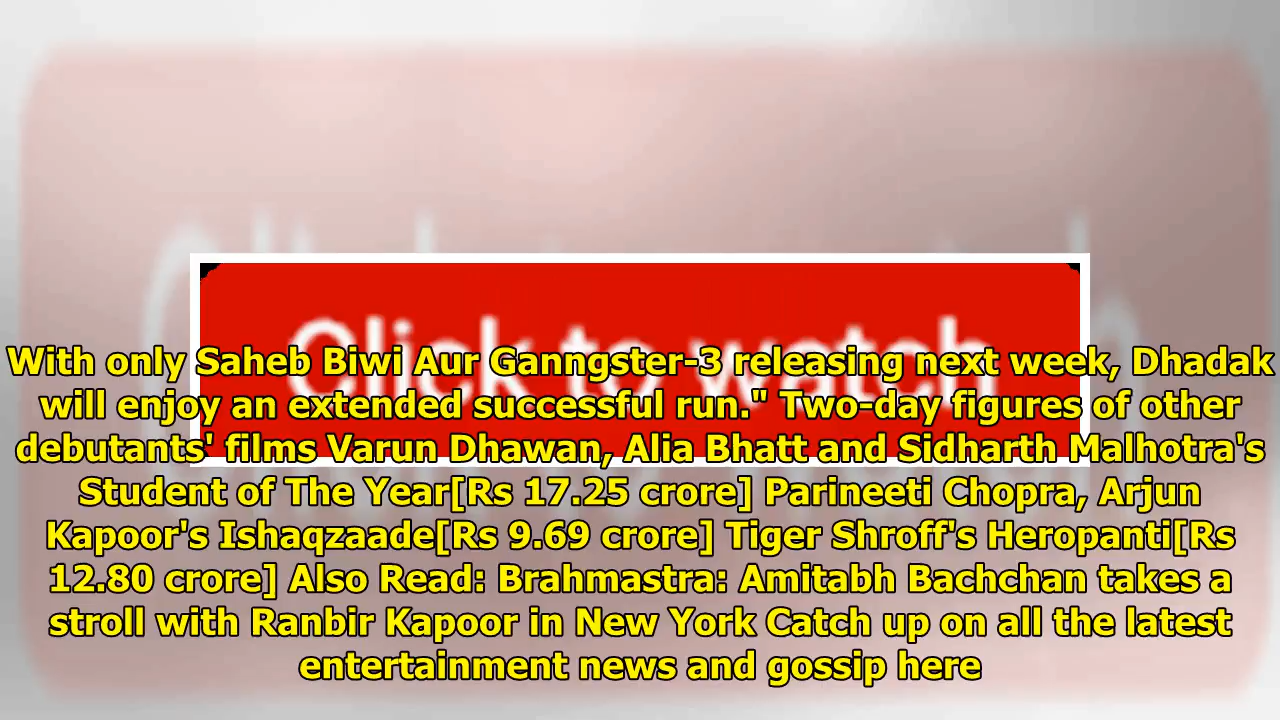 Click to watch
With only Saheb Biwi Aur Ganngster-3 releasing next week, Dhadak
will enjoy an extended successful run." Two-day figures of other
debutants' films Varun Dhawan, Alia Bhatt and Sidharth Malhotra's
Student of The Year[Rs 17.25 crore] Parineeti Chopra, Arjun
Kapoor's Ishaqzaade[Rs 9.69 crore] Tiger Shroff's Heropanti[Rs
12.80 crore] Also Read: Brahmastra: Amitabh Bachchan takes a
stroll with Ranbir Kapoor in New York Catch up on all the latest
entertainment news and gossip here